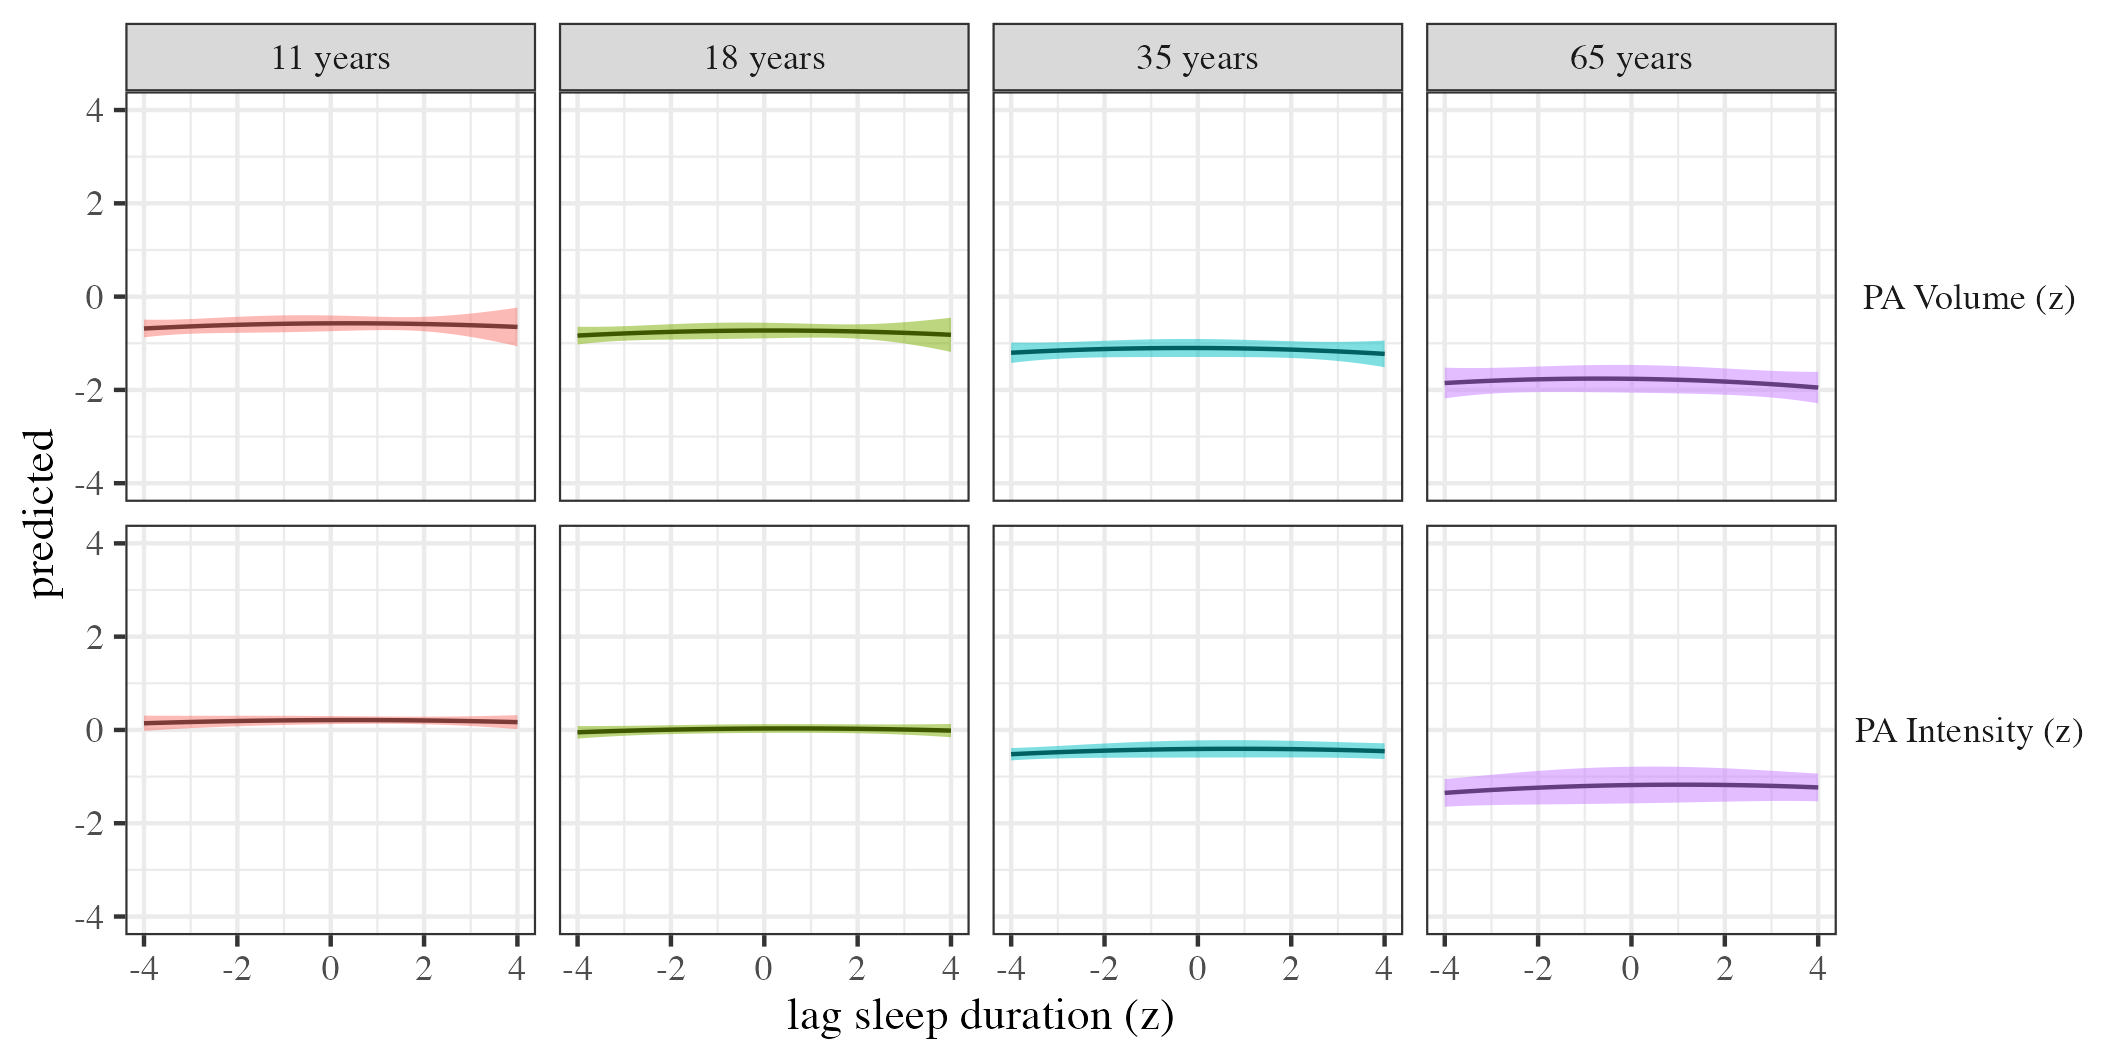 11 years
18 years
35 years
65 years
4
2
0
-2
-4
PA Volume (z)
predicted
4
2
0
-2
-4
PA Intensity (z)
-4 -2 0 2 4
-4 -2 0 2 4
-4 -2 0 2 4
-4 -2 0 2 4
lag sleep duration (z)